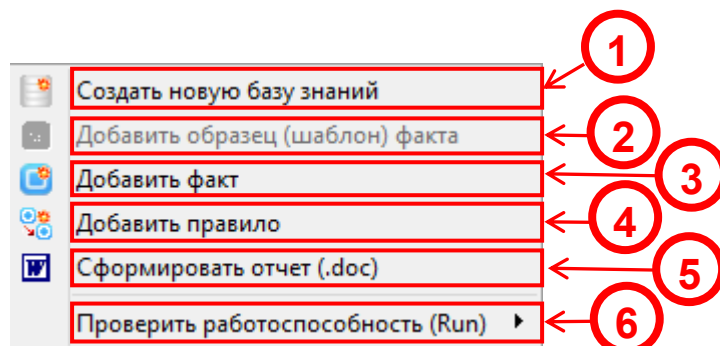 1
Создать новую базу знаний
Добавить образец (шаблон) факта
2
Добавить факт
3
Добавить правило
4
W
Сформировать отчет (.doc)
5
Проверить работоспособность (Run)
6